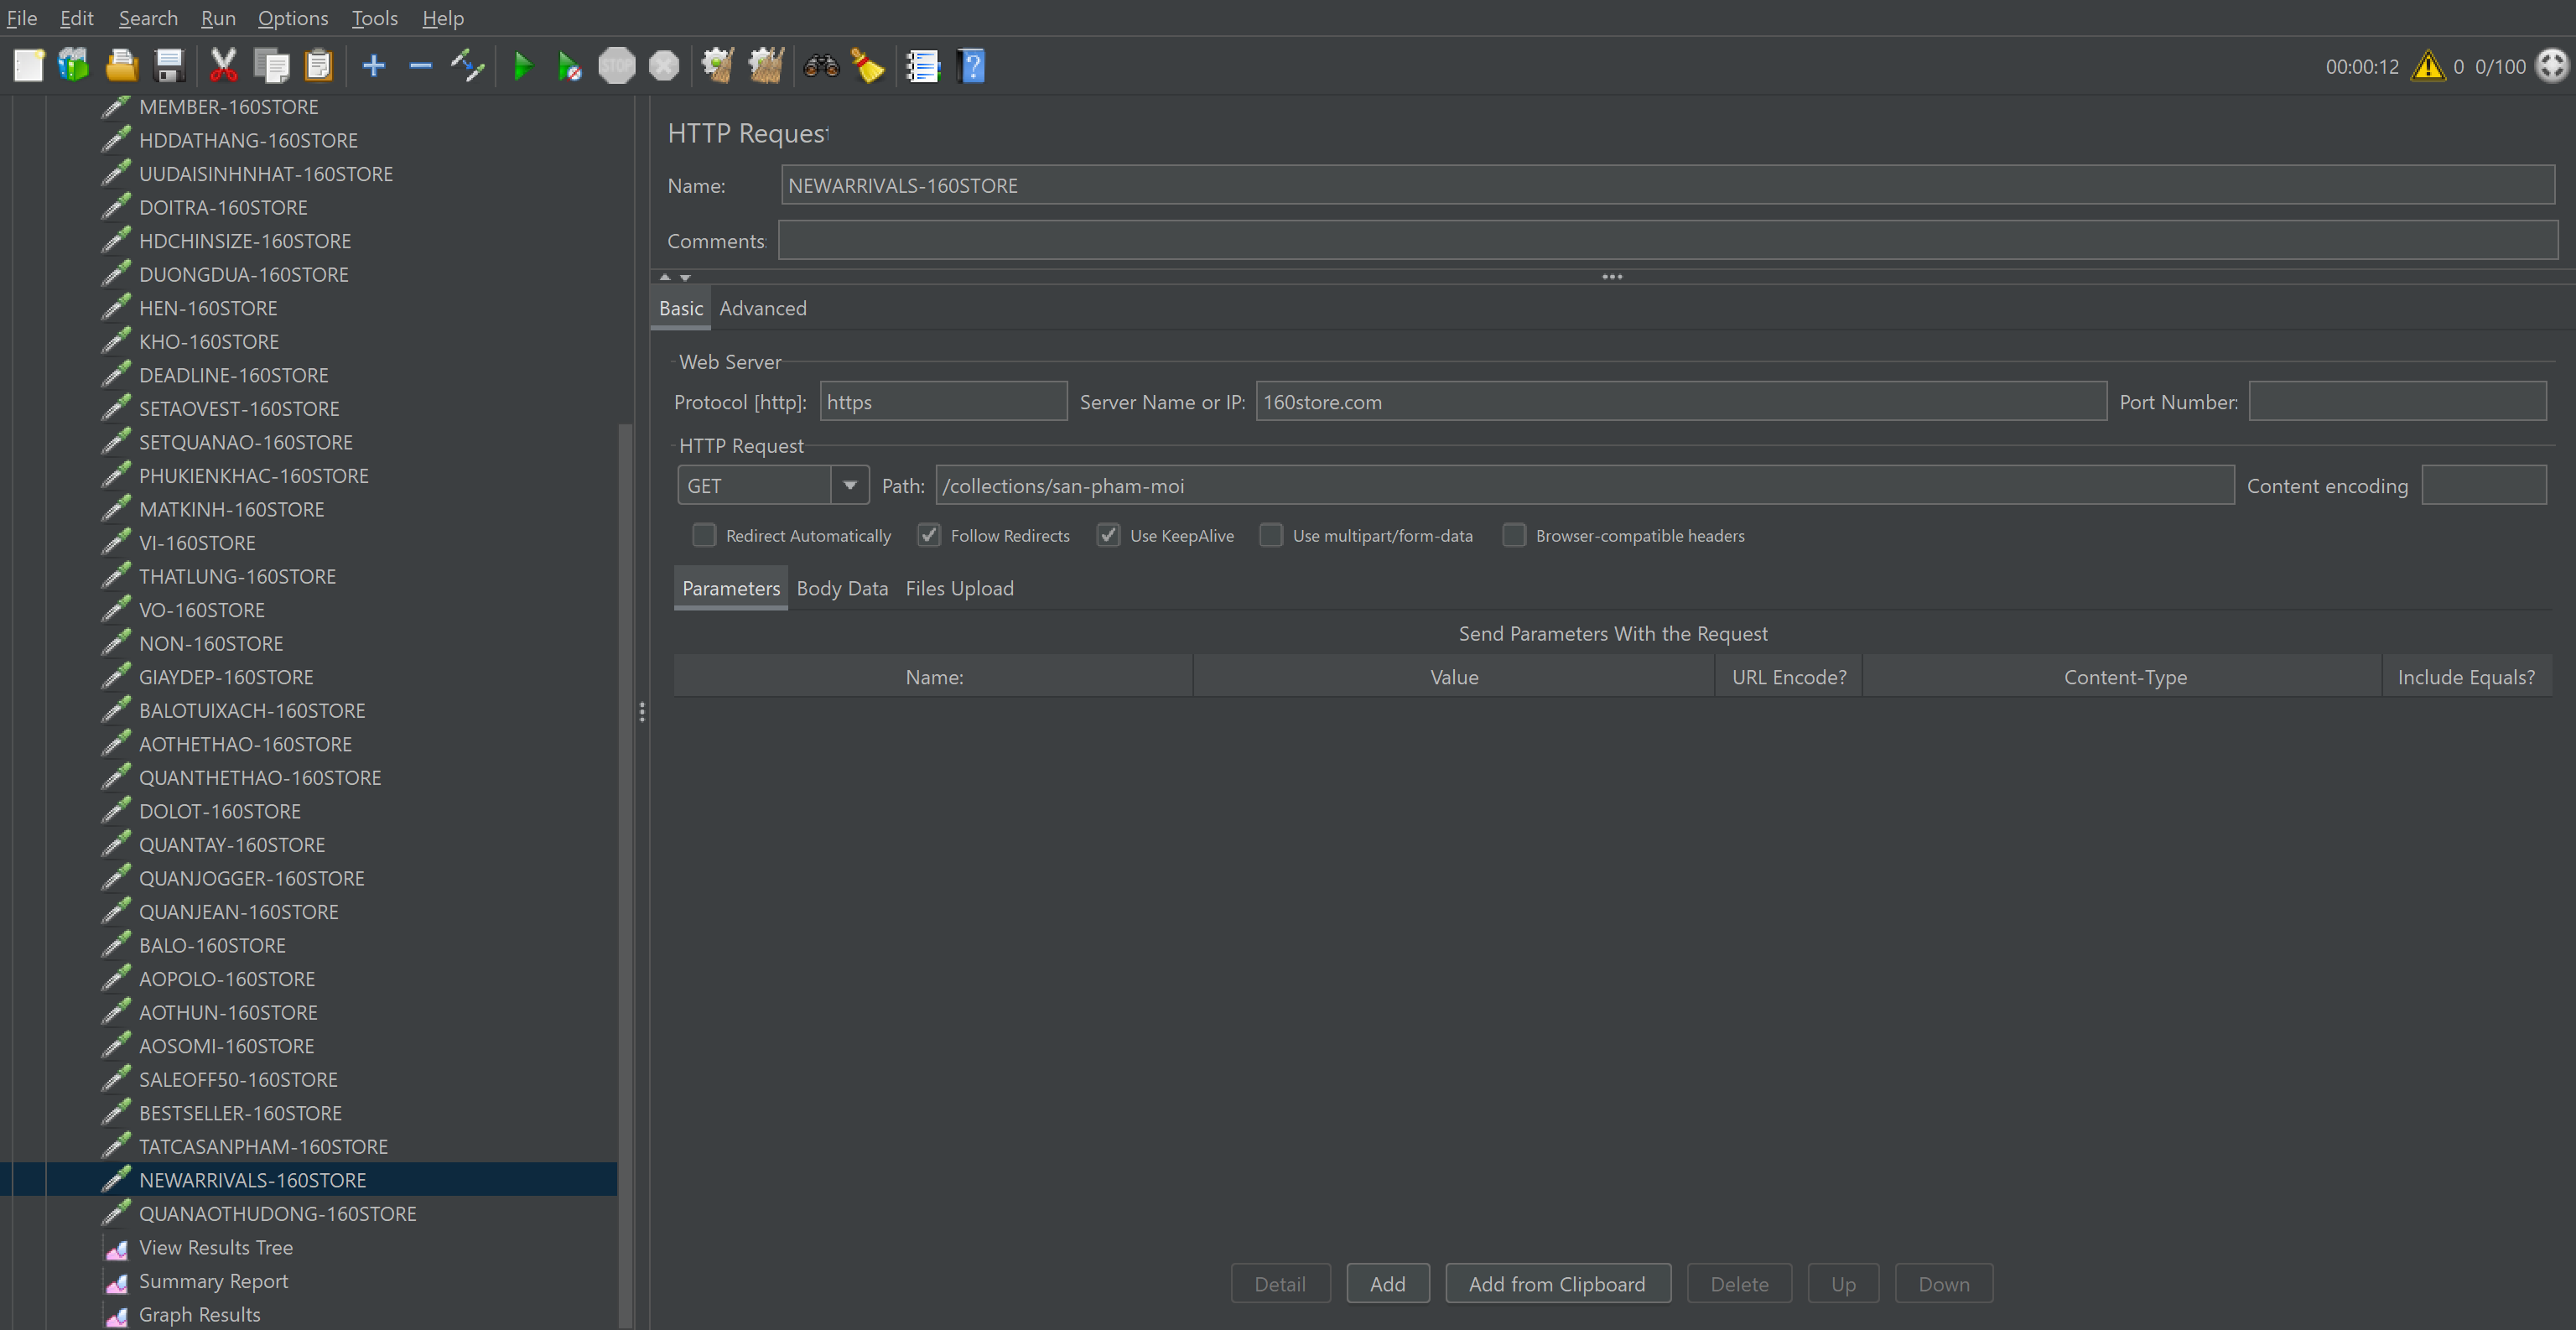 File Edit Search Run Options Tools Help
STOP
00:00:12 0 0/100
MEMBER-160STORE
HDDATHANG-160STORE
UUDAISINHNHAT-160STORE
DOITRA-160STORE
HDCHINSIZE-160STORE
DUONGDUA-160STORE
HEN-160STORE
KHO-160STORE
DEADLINE-160STORE
SETAOVEST-160STORE
SETQUANAO-160STORE
PHUKIENKHAC-160STORE
MATKINH-160STORE
VI-160STORE
THATLUNG-160STORE
VO-160STORE
NON-160STORE
GIAYDEP-160STORE
BALOTUIXACH-160STORE
AOTHETHAO-160STORE
QUANTHETHAO-160STORE
DOLOT-160STORE
QUANTAY-160STORE
QUANJOGGER-160STORE
QUANJEAN-160STORE
BALO-160STORE
AOPOLO-160STORE
AOTHUN-160STORE
AOSOMI-160STORE
SALEOFF50-160STORE
BESTSELLER-160STORE
TATCASANPHAM-160STORE
NEWARRIVALS-160STORE
QUANAOTHUDONG-160STORE
View Results Tree
Summary Report
Graph Results
HTTP Request
Name: NEWARRIVALS-160STORE
Comments:
Basic Advanced
Web Server
Protocol [http]: https Server Name or IP: 160store.com Port Number:
HTTP Request
GET Path: /collections/san-pham-moi Content encoding
Redirect Automatically Follow Redirects Use KeepAlive Use multipart/form-data Browser-compatible headers
Parameters Body Data Files Upload
Send Parameters With the Request
Name: Value URL Encode? Content-Type Include Equals?
Detail Add Add from Clipboard Delete Up Down